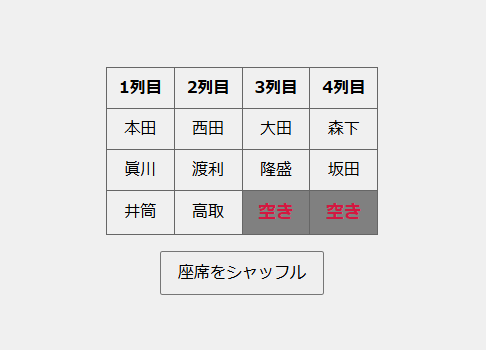 1列目 2列目 3列目 4列目
本田 西田 大田 森下
眞川 渡利 隆盛 坂田
井筒 高取 空き 空き
座席をシャッフル